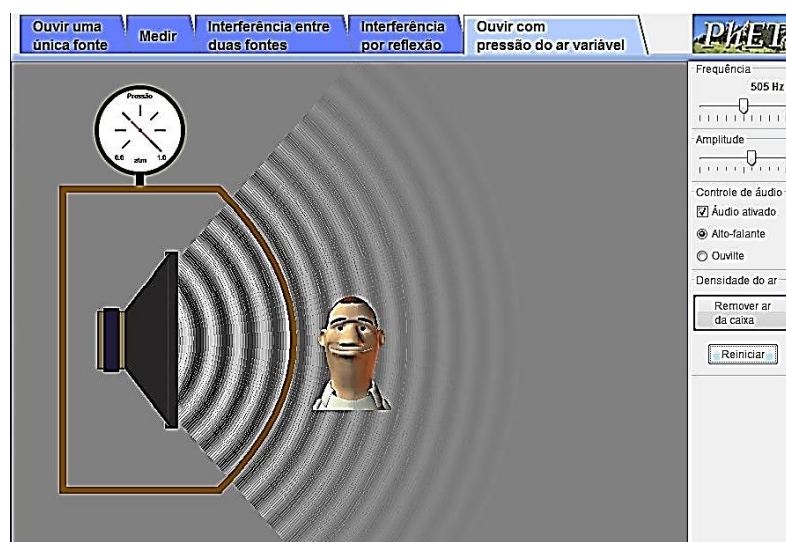 Ouvir uma
única fonte
Medir
Interferência entre
duas fontes
Interferência
por reflexão
Ouvir com
pressão do ar variável
PhET
Frequência
505 Hz
Amplitude
Controle de áudio
Áudio ativado
Alto-falante
Ouvilte
Densidade do ar
Remover ar
da caixa
Reiniciar
Pressão
0.0 atm 1.0